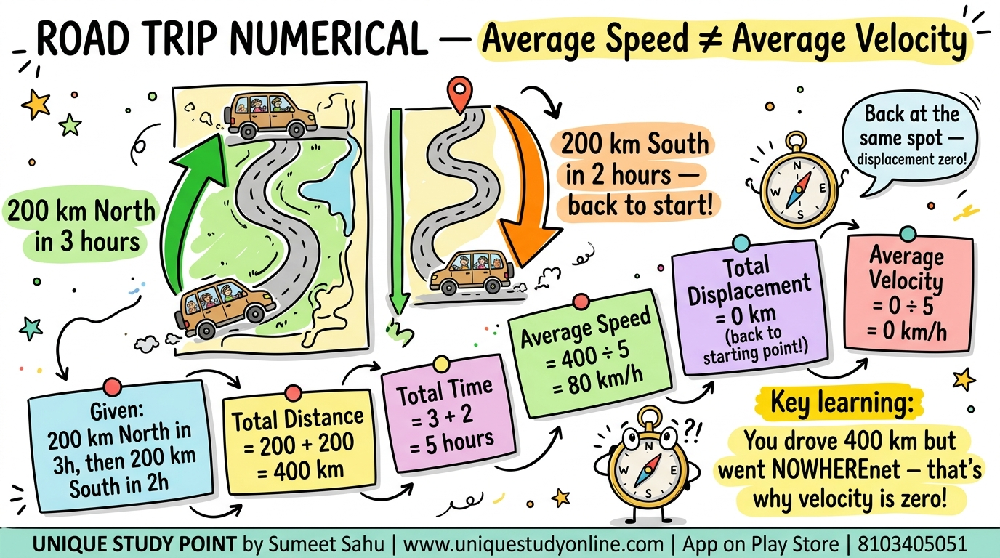 ROAD TRIP NUMERICAL — Average Speed ≠ Average Velocity
200 km North
in 3 hours
200 km South
in 2 hours —
back to start!
Back at the
same spot —
displacement zero!
N
W E
S
Given:
200 km North in
3h, then 200 km
South in 2h
Total Distance
= 200 + 200
= 400 km
Total Time
= 3 + 2
= 5 hours
Average Speed
= 400 ÷ 5
= 80 km/h
Total
Displacement
= 0 km
(back to
starting point!)
Average
Velocity
= 0 ÷ 5
= 0 km/h
N
W E
S
?!
Key learning:
You drove 400 km but
went NOWHEREnet — that's
why velocity is zero!
UNIQUE STUDY POINT by Sumeet Sahu | www.uniquestudyonline.com | App on Play Store | 8103405051